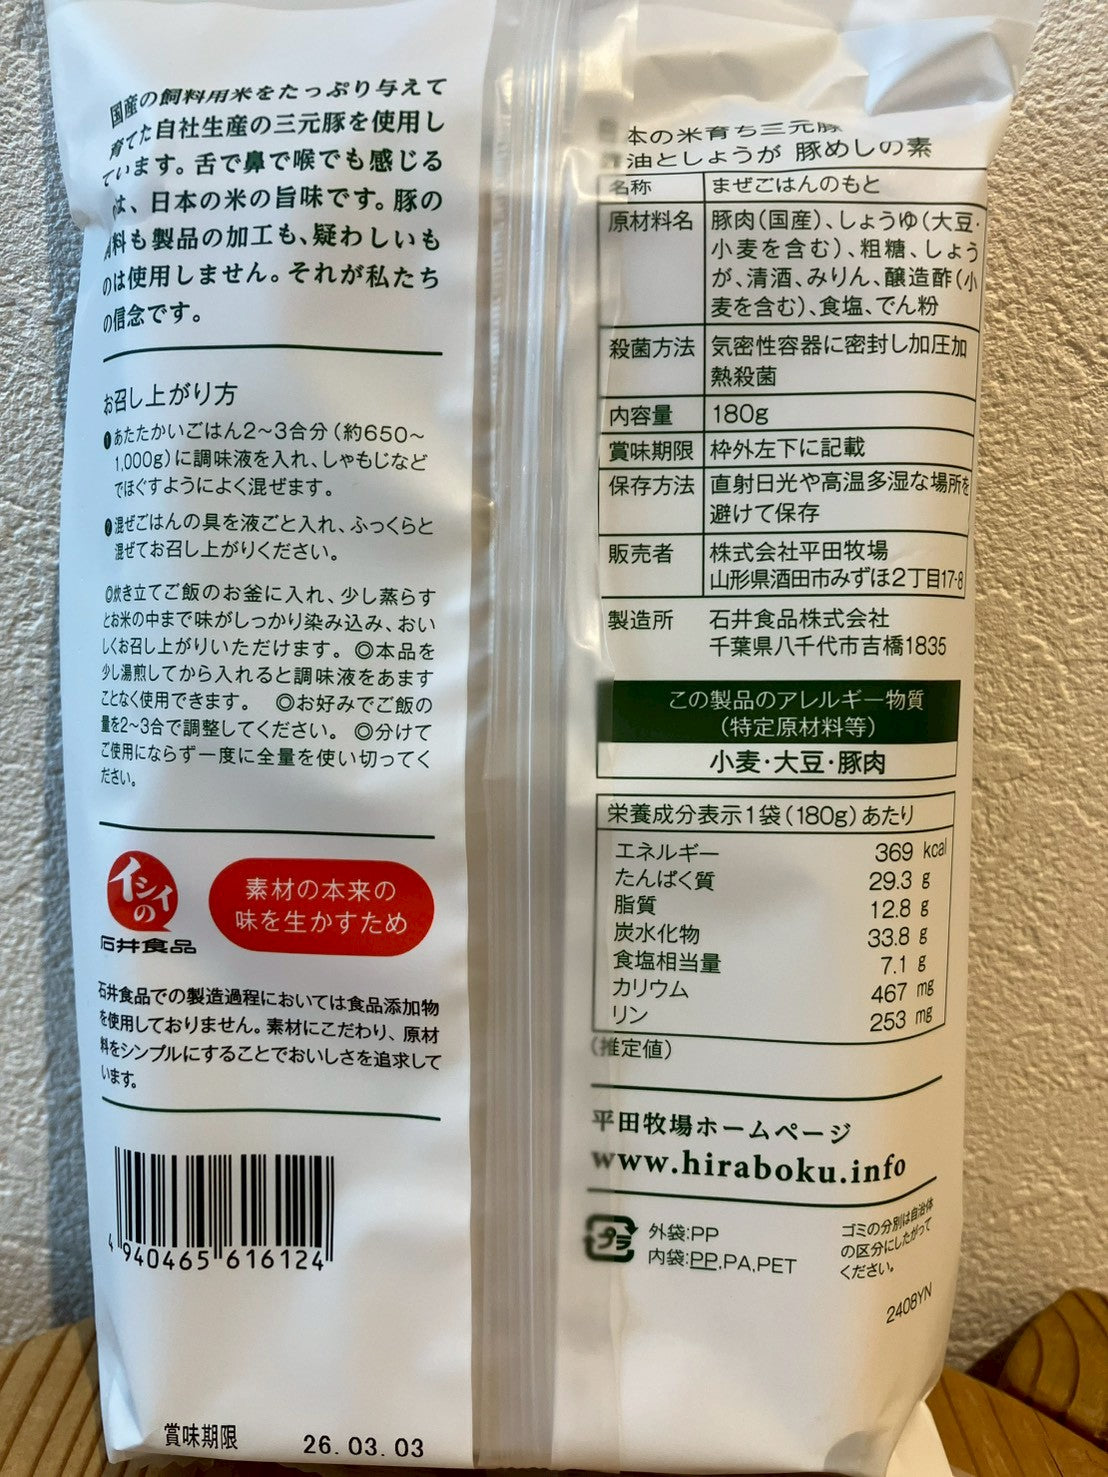 国産の飼料用米をたっぷり与えて
育てた自社生産の三元豚を使用し
ています。舌で鼻で喉でも感じる
は、日本の米の旨味です。豚の
料も製品の加工も、疑わしいも
のは使用しません。それが私たち
の信念です。
お召し上がり方
❶あたたかいごはん2〜3合分（約650〜
1,000g）に調味液を入れ、しゃもじなど
でほぐすようによく混ぜます。
❷混ぜごはんの具を液ごと入れ、ふっくらと
混ぜてお召し上がりください。
◎炊き立てご飯のお釜に入れ、少し蒸らす
とお米の中まで味がしっかり染み込み、おい
しくお召し上がりいただけます。◎本品を
少し湯煎してから入れると調味液をあます
ことなく使用できます。 ◎お好みでご飯の
量を2〜3合で調整してください。 ◎分けて
ご使用にならず一度に全量を使い切ってく
ださい。
イシイの
石井食品
素材の本来の
味を生かすため
石井食品での製造過程においては食品添加物
を使用しておりません。素材にこだわり、原材
料をシンプルにすることでおいしさを追求して
います。
4 940465 616124
賞味期限 26.03.03
本の米育ち三元豚
油としょうが 豚めしの素
名称 まぜごはんのもと
原材料名 豚肉（国産）、しょうゆ（大豆・
小麦を含む）、粗糖、しょう
が、清酒、みりん、醸造酢（小
麦を含む）、食塩、でん粉
殺菌方法 気密性容器に密封し加圧加
熱殺菌
内容量 180g
賞味期限 枠外左下に記載
保存方法 直射日光や高温多湿な場所を
避けて保存
販売者 株式会社平田牧場
山形県酒田市みずほ2丁目17-8
製造所 石井食品株式会社
千葉県八千代市吉橋1835
この製品のアレルギー物質
（特定原材料等）
小麦・大豆・豚肉
栄養成分表示1袋（180g）あたり
エネルギー 369 kcal
たんぱく質 29.3 g
脂質 12.8 g
炭水化物 33.8 g
食塩相当量 7.1 g
カリウム 467 mg
リン 253 mg
（推定値）
平田牧場ホームページ
www.hiraboku.info
プラ
外袋:PP
内袋:PP,PA,PET
ゴミの分別は自治体
の区分にしたがって
ください。
2408YN